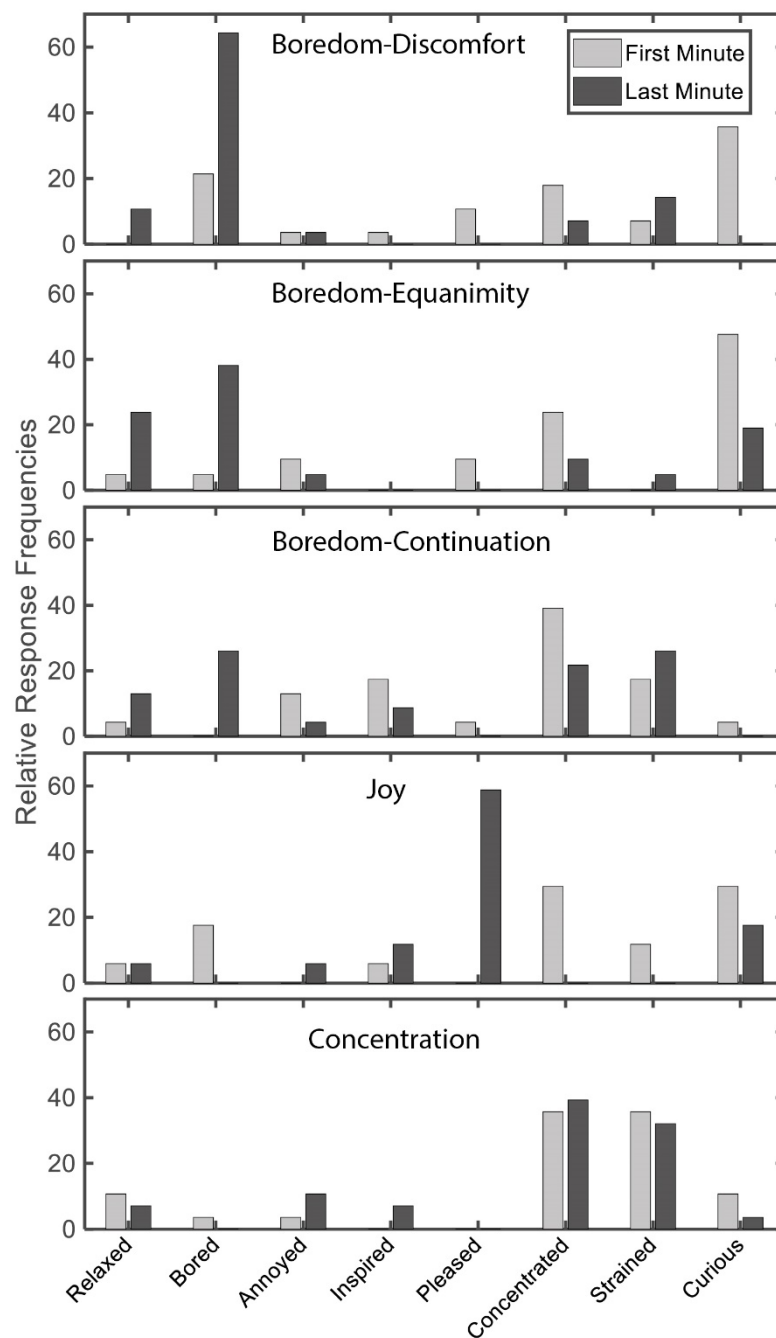 Boredom-Discomfort
First Minute
Last Minute
60
40
20
0
Boredom-Equanimity
60
40
20
0
Relative Response Frequencies
Boredom-Continuation
60
40
20
0
Joy
60
40
20
0
Concentration
60
40
20
0
Relaxed
Bored
Annoyed
Inspired
Pleased
Concentrated
Strained
Curious